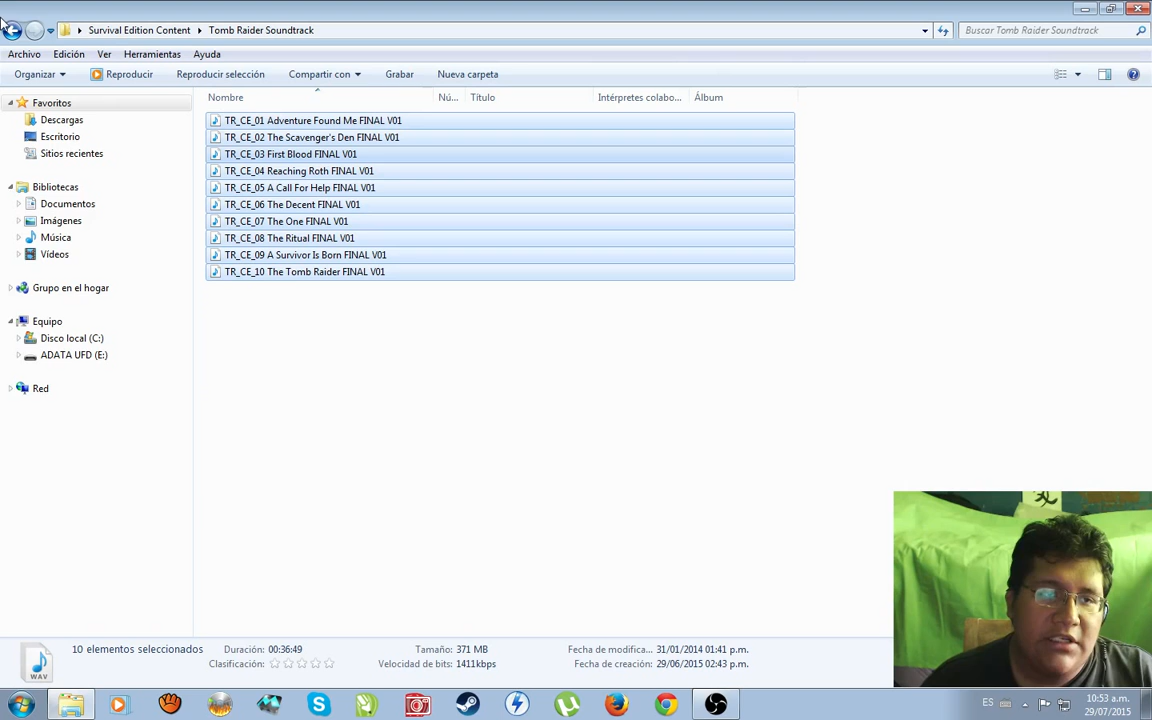 Survival Edition Content Tomb Raider Soundtrack
Buscar Tomb Raider Soundtrack
Archivo Edición Ver Herramientas Ayuda
Organizar Reproducir Reproducir selección Compartir con Grabar Nueva carpeta
Favoritos
Descargas
Escritorio
Sitios recientes
Bibliotecas
Documentos
Imágenes
Música
Vídeos
Grupo en el hogar
Equipo
Disco local (C:)
ADATA UFD (E:)
Red
Nombre Nú... Título Intérpretes colabo... Álbum
TR_CE_01 Adventure Found Me FINAL V01
TR_CE_02 The Scavenger's Den FINAL V01
TR_CE_03 First Blood FINAL V01
TR_CE_04 Reaching Roth FINAL V01
TR_CE_05 A Call For Help FINAL V01
TR_CE_06 The Decent FINAL V01
TR_CE_07 The One FINAL V01
TR_CE_08 The Ritual FINAL V01
TR_CE_09 A Survivor Is Born FINAL V01
TR_CE_10 The Tomb Raider FINAL V01
WAV
10 elementos seleccionados Duración: 00:36:49 Tamaño: 371 MB Fecha de modifica... 31/01/2014 01:41 p.m.
Clasificación: Velocidad de bits: 1411kbps Fecha de creación: 29/06/2015 02:43 p.m.
ES
10:53 a.m.
29/07/2015